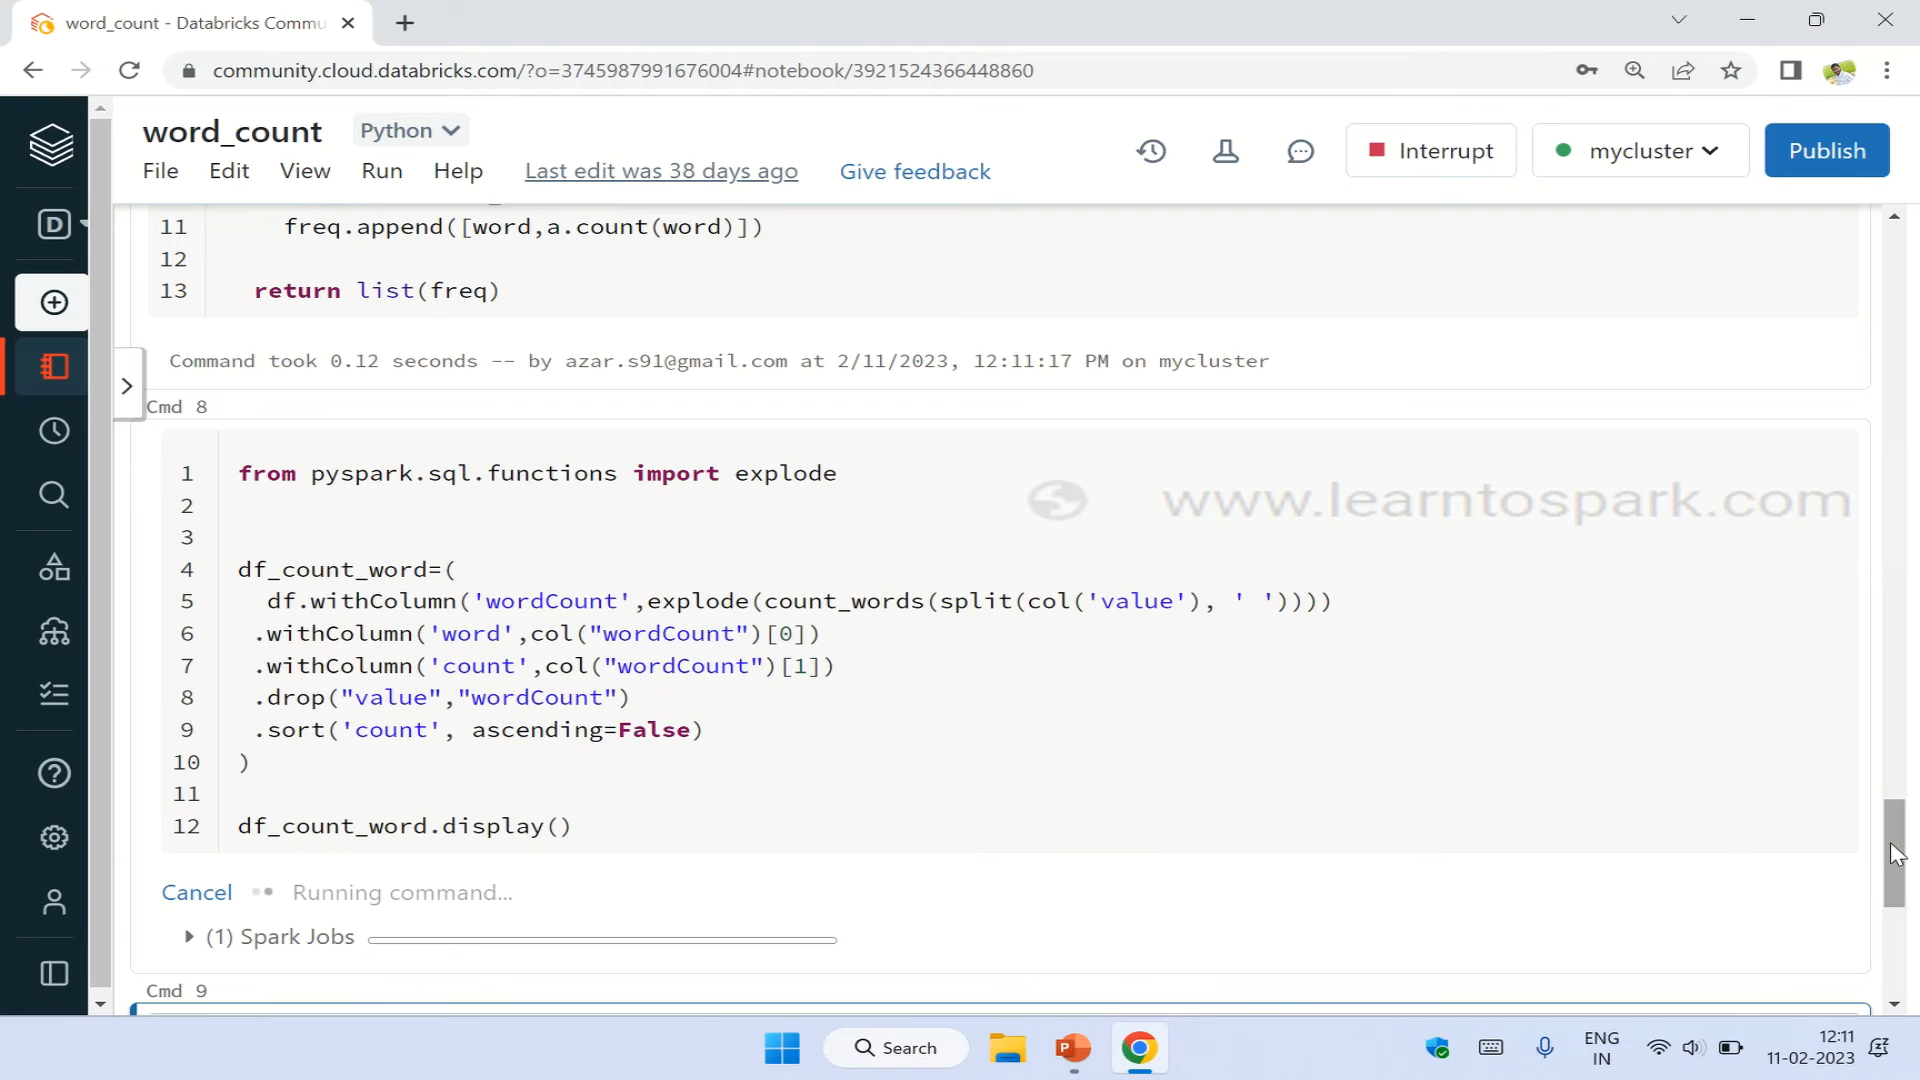 word_count - Databricks Commu
community.cloud.databricks.com/?o=3745987991676004#notebook/3921524366448860
word_count
Python
File Edit View Run Help Last edit was 38 days ago Give feedback
Interrupt
mycluster
Publish
D
11 freq.append([word,a.count(word)])
12
13 return list(freq)
Command took 0.12 seconds -- by azar.s91@gmail.com at 2/11/2023, 12:11:17 PM on mycluster
Cmd 8
1 from pyspark.sql.functions import explode
www.learntospark.com
2
3
4 df_count_word=(
5 df.withColumn('wordCount',explode(count_words(split(col('value'), ' '))))
6 .withColumn('word',col("wordCount")[0])
7 .withColumn('count',col("wordCount")[1])
8 .drop("value","wordCount")
9 .sort('count', ascending=False)
10 )
11
12 df_count_word.display()
Cancel Running command...
(1) Spark Jobs
Cmd 9
Search
P
ENG
IN
12:11
11-02-2023